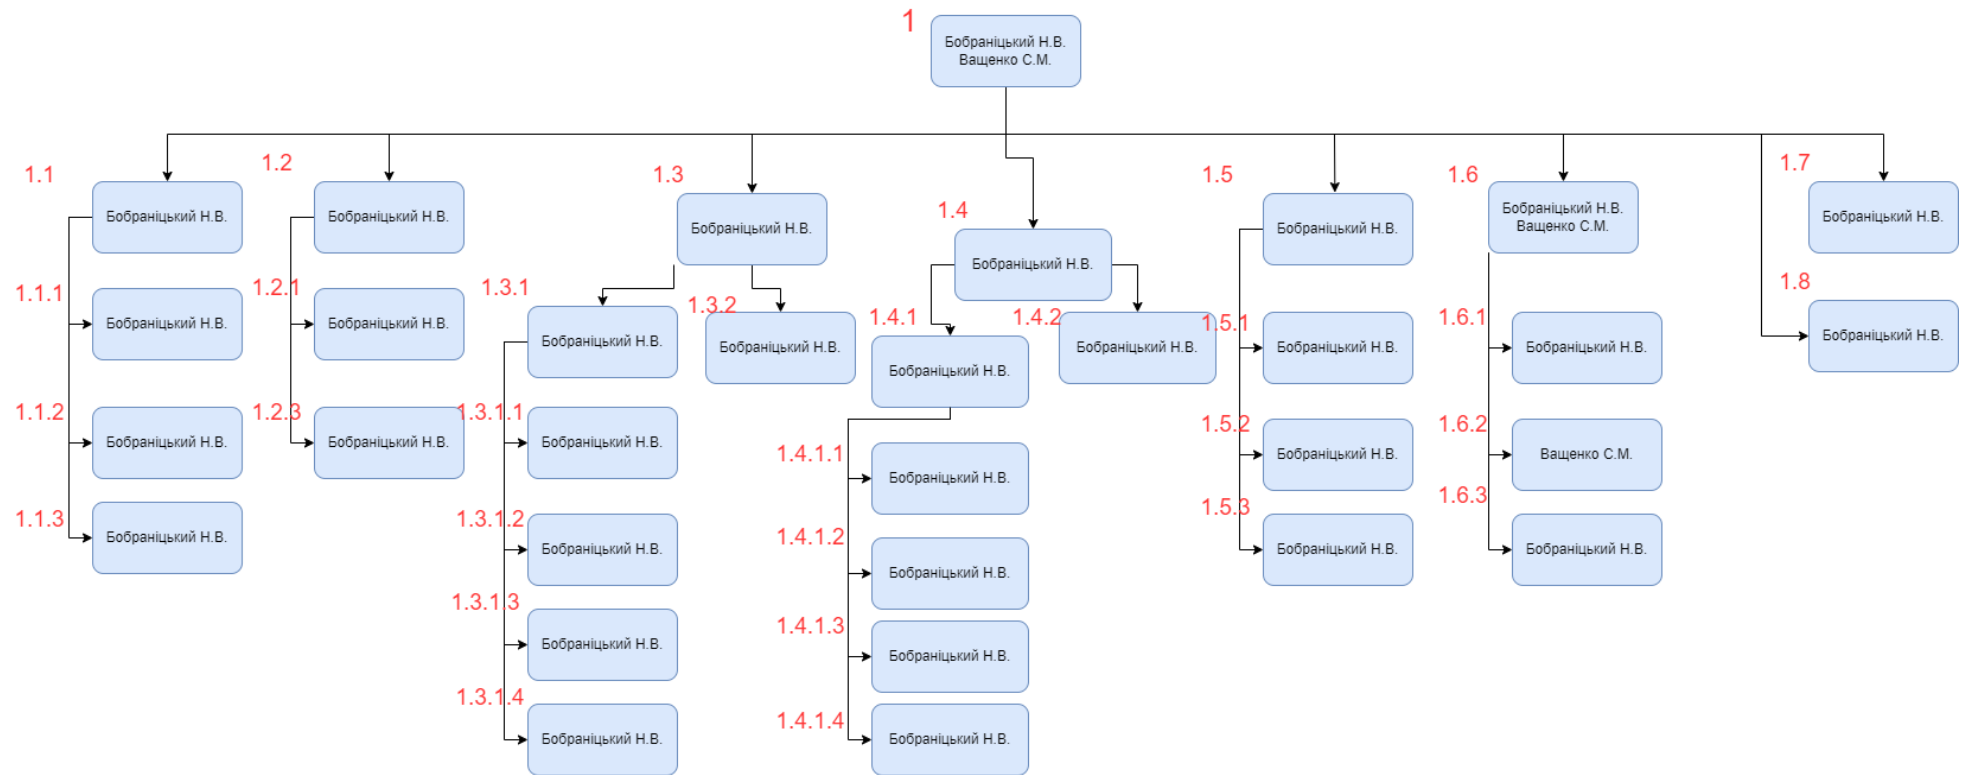 1
Бобраніцький Н.В.
Ващенко С.М.
1.1
Бобраніцький Н.В.
1.1.1
Бобраніцький Н.В.
1.1.2
Бобраніцький Н.В.
1.1.3
Бобраніцький Н.В.
1.2
Бобраніцький Н.В.
1.2.1
Бобраніцький Н.В.
1.2.3
Бобраніцький Н.В.
1.3
Бобраніцький Н.В.
1.3.1
Бобраніцький Н.В.
1.3.1.1
Бобраніцький Н.В.
1.3.1.2
Бобраніцький Н.В.
1.3.1.3
Бобраніцький Н.В.
1.3.1.4
Бобраніцький Н.В.
1.3.2
Бобраніцький Н.В.
1.4
Бобраніцький Н.В.
1.4.1
Бобраніцький Н.В.
1.4.1.1
Бобраніцький Н.В.
1.4.1.2
Бобраніцький Н.В.
1.4.1.3
Бобраніцький Н.В.
1.4.1.4
Бобраніцький Н.В.
1.4.2
Бобраніцький Н.В.
1.5
Бобраніцький Н.В.
1.5.1
Бобраніцький Н.В.
1.5.2
Бобраніцький Н.В.
1.5.3
Бобраніцький Н.В.
1.6
Бобраніцький Н.В.
Ващенко С.М.
1.6.1
Бобраніцький Н.В.
1.6.2
Ващенко С.М.
1.6.3
Бобраніцький Н.В.
1.7
Бобраніцький Н.В.
1.8
Бобраніцький Н.В.